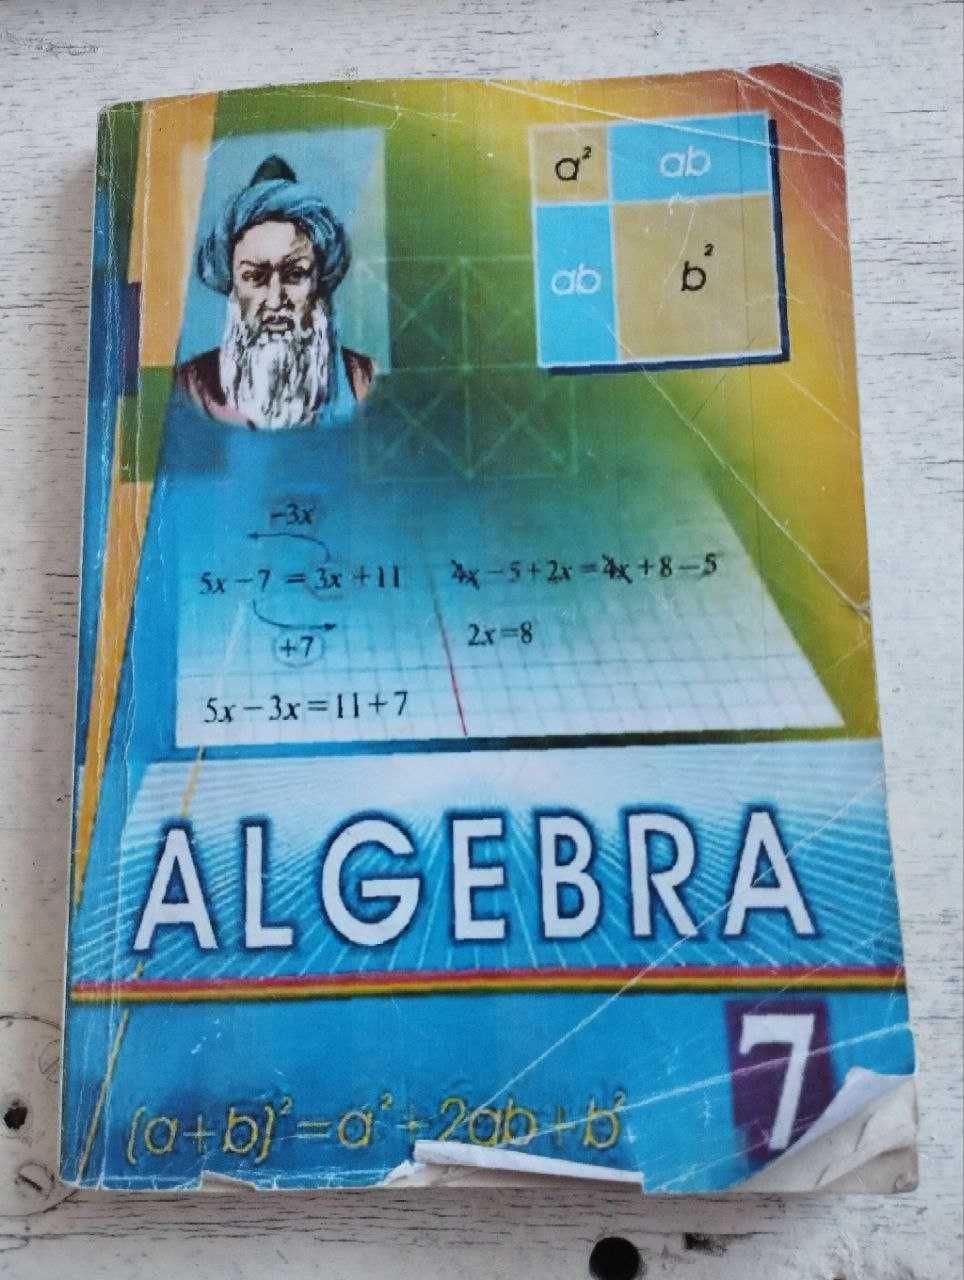 a² ab
ab b²
-3x
5x - 7 = 3x + 11
+7
5x - 3x = 11 + 7
4x - 5 + 2x = 4x + 8 - 5
2x = 8
ALGEBRA
7
(a+b)² = a² + 2ab + b²